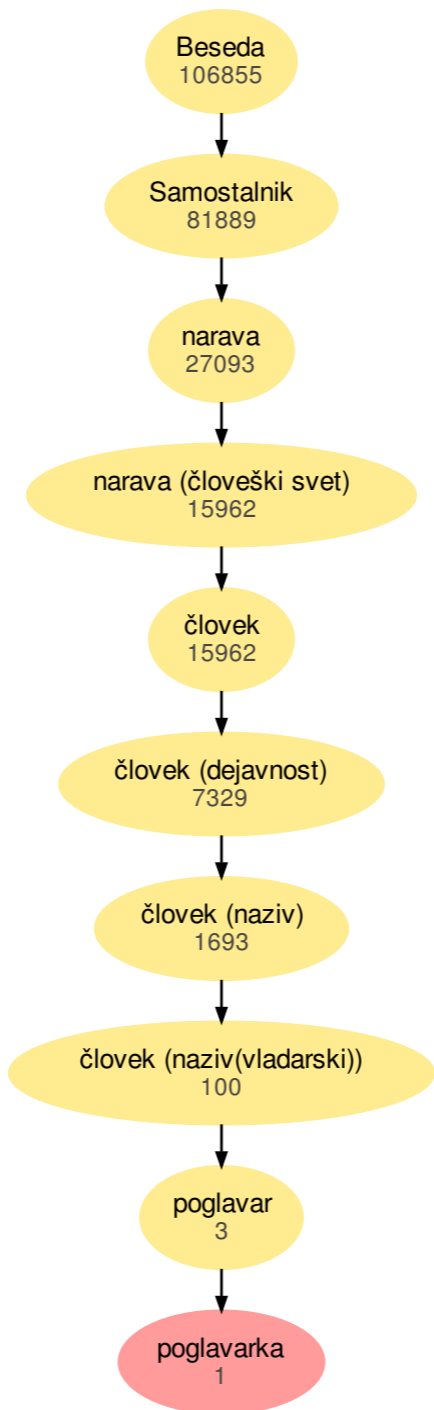 Beseda
106855
Samostalnik
81889
narava
27093
narava (človeški svet)
15962
človek
15962
človek (dejavnost)
7329
človek (naziv)
1693
človek (naziv(vladarski))
100
poglavar
3
poglavarka
1